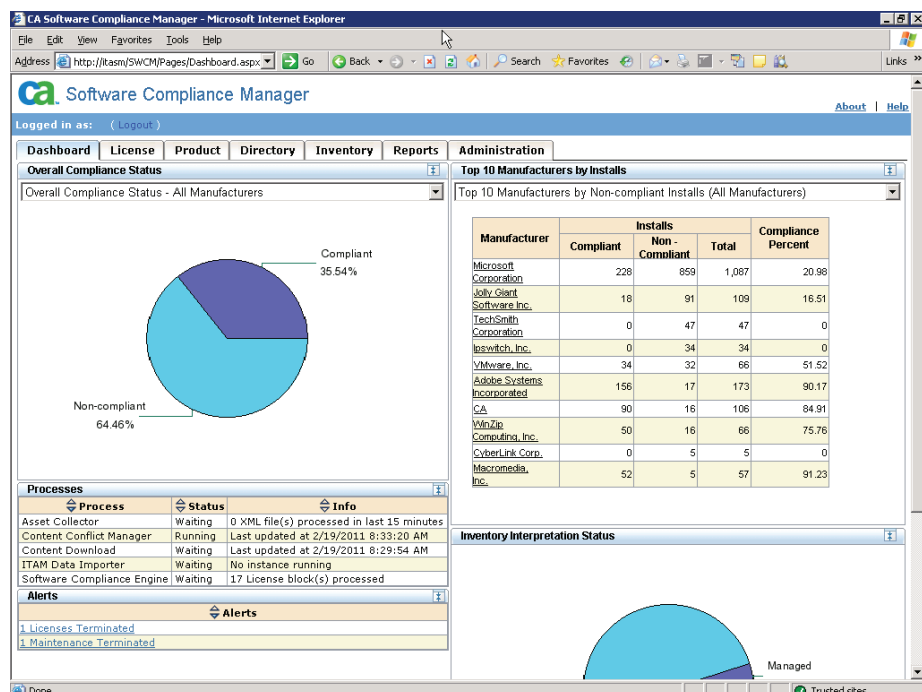 CA Software Compliance Manager - Microsoft Internet Explorer
File Edit View Favorites Tools Help
Address http://itasm/SWCM/Pages/Dashboard.aspx Go Back Search Favorites Links »
ca Software Compliance Manager
About | Help
Logged in as: ( Logout )
Dashboard License Product Directory Inventory Reports Administration
Overall Compliance Status
Overall Compliance Status - All Manufacturers
Compliant
35.54%
Non-compliant
64.46%
Processes
Process Status Info
Asset Collector Waiting 0 XML file(s) processed in last 15 minutes
Content Conflict Manager Running Last updated at 2/19/2011 8:33:20 AM
Content Download Waiting Last updated at 2/19/2011 8:29:54 AM
ITAM Data Importer Waiting No instance running
Software Compliance Engine Waiting 17 License block(s) processed
Alerts
Alerts
1 Licenses Terminated
1 Maintenance Terminated
Top 10 Manufacturers by Installs
Top 10 Manufacturers by Non-compliant Installs (All Manufacturers)
Manufacturer Installs Compliance Percent
Compliant Non - Compliant Total
Microsoft Corporation 228 859 1,087 20.98
Jolly Giant Software Inc. 18 91 109 16.51
TechSmith Corporation 0 47 47 0
Ipswitch, Inc. 0 34 34 0
VMware, Inc. 34 32 66 51.52
Adobe Systems Incorporated 156 17 173 90.17
CA 90 16 106 84.91
WinZip Computing, Inc. 50 16 66 75.76
CyberLink Corp. 0 5 5 0
Macromedia, Inc. 52 5 57 91.23
Inventory Interpretation Status
Managed
Done Trusted sites